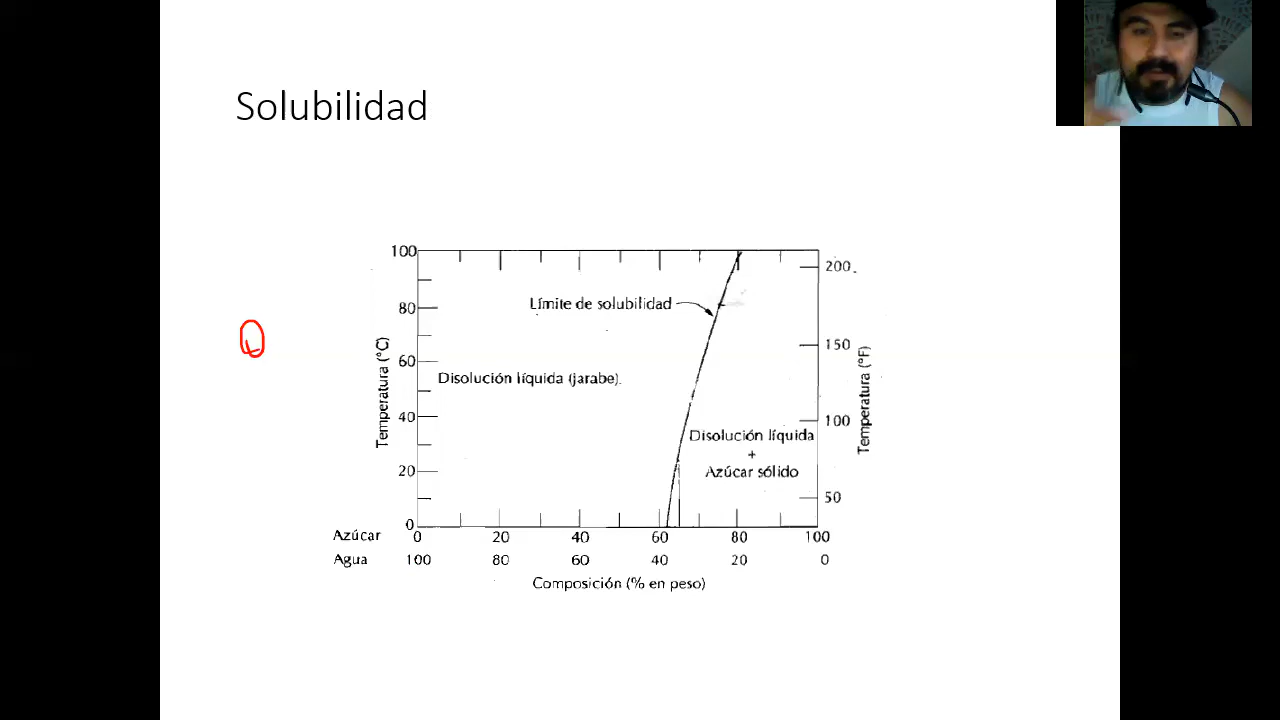 Solubilidad
100
200
Límite de solubilidad
80
150
60
Disolución líquida (jarabe)
Temperatura (°C)
Temperatura (°F)
40
100
Disolución líquida
+
Azúcar sólido
20
50
0
Azúcar 0 20 40 60 80 100
Agua 100 80 60 40 20 0
Composición (% en peso)